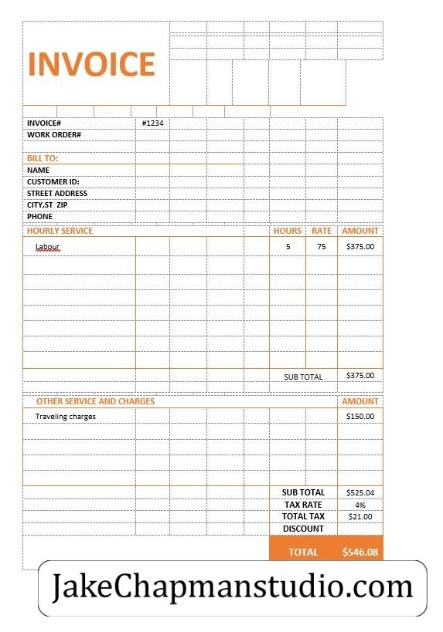 INVOICE
INVOICE# #1234
WORK ORDER#
BILL TO:
NAME
CUSTOMER ID:
STREET ADDRESS
CITY,ST ZIP
PHONE
HOURLY SERVICE HOURS RATE AMOUNT
Labour 5 75 $375.00
SUB TOTAL $375.00
OTHER SERVICE AND CHARGES AMOUNT
Traveling charges $150.00
SUB TOTAL $525.04
TAX RATE 4%
TOTAL TAX $21.00
DISCOUNT
TOTAL $546.08
JakeChapmanstudio.com